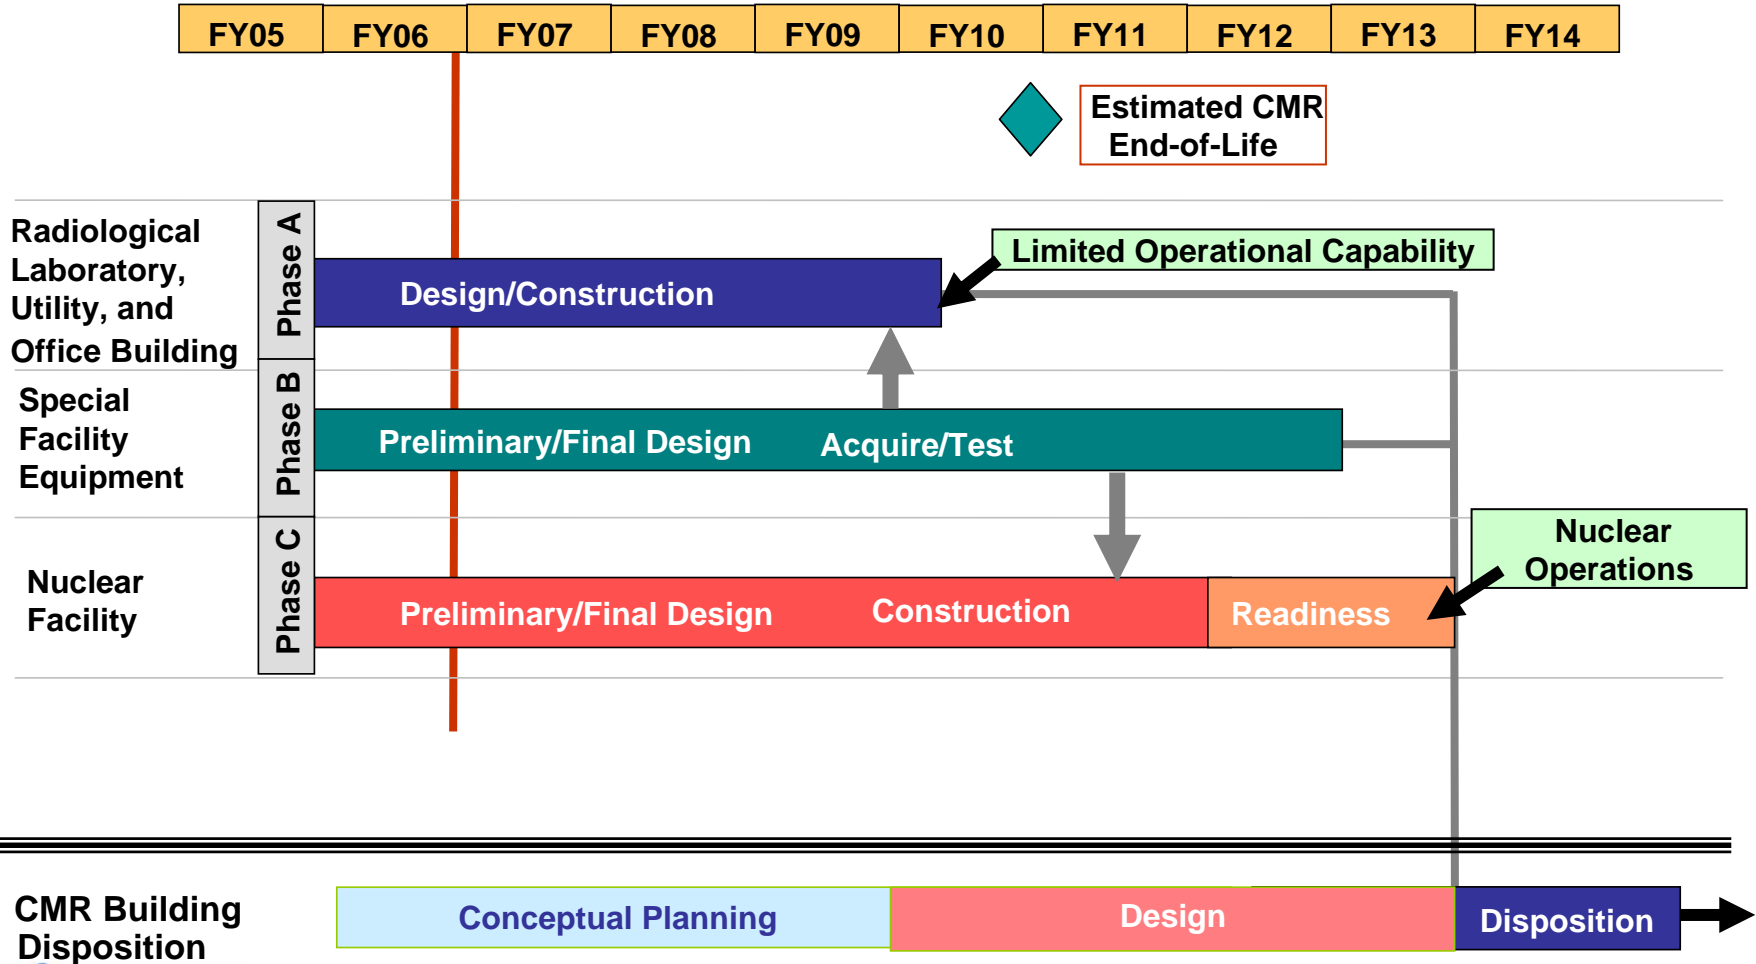 FY05 FY06 FY07 FY08 FY09 FY10 FY11 FY12 FY13 FY14
Estimated CMR
End-of-Life
Radiological
Laboratory,
Utility, and
Office Building
Phase A
Design/Construction
Limited Operational Capability
Special
Facility
Equipment
Phase B
Preliminary/Final Design
Acquire/Test
Nuclear
Facility
Phase C
Preliminary/Final Design
Construction
Readiness
Nuclear
Operations
CMR Building
Disposition
Conceptual Planning
Design
Disposition